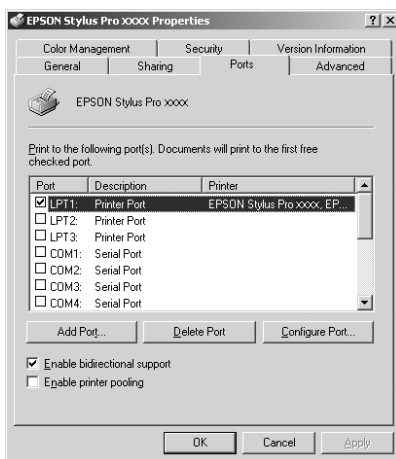 EPSON Stylus Pro XXXX Properties
? X
Color Management Security Version Information
General Sharing Ports Advanced
EPSON Stylus Pro xxxx
Print to the following port(s). Documents will print to the first free
checked port.
Port Description Printer
LPT1: Printer Port EPSON Stylus Pro xxxx, EP...
LPT2: Printer Port
LPT3: Printer Port
COM1: Serial Port
COM2: Serial Port
COM3: Serial Port
COM4: Serial Port
Add Port... Delete Port Configure Port...
Enable bidirectional support
Enable printer pooling
OK Cancel Apply